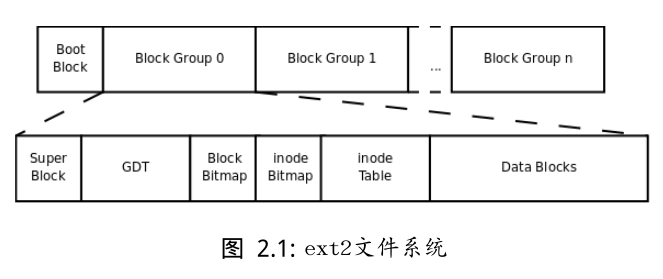 Boot
Block
Block Group 0
Block Group 1
...
Block Group n
Super
Block
GDT
Block
Bitmap
inode
Bitmap
inode
Table
Data Blocks
图 2.1: ext2文件系统